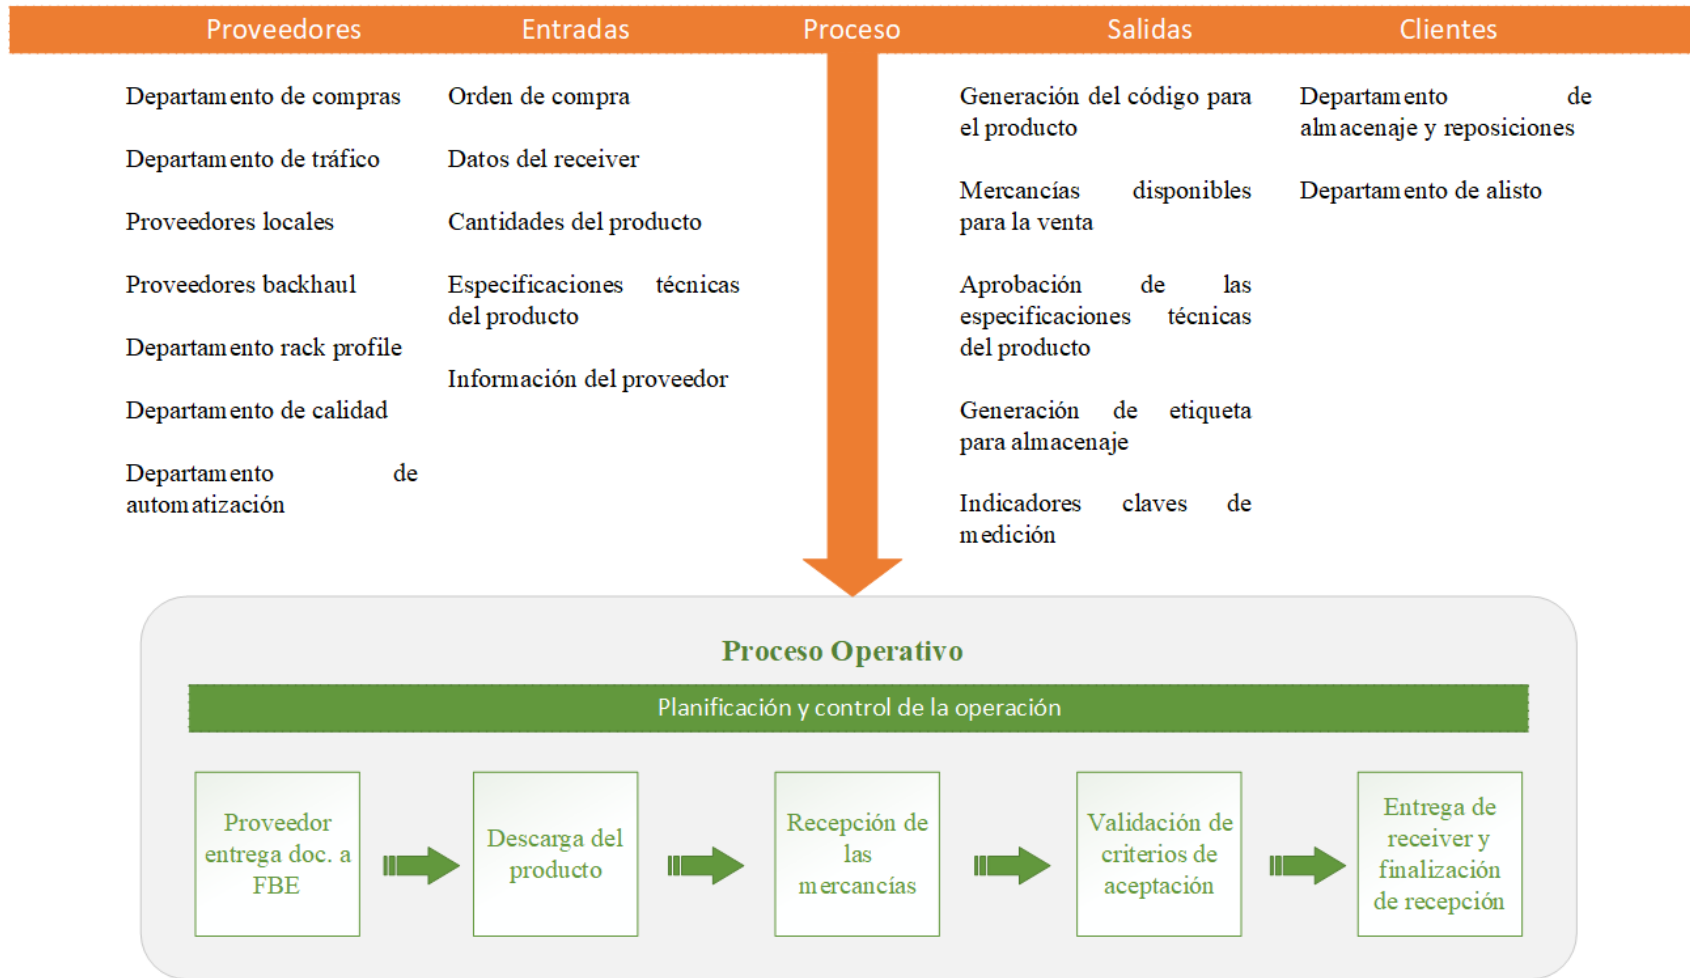 Proveedores
Entradas
Proceso
Salidas
Clientes
Departamento de compras
Departamento de tráfico
Proveedores locales
Proveedores backhaul
Departamento rack profile
Departamento de calidad
Departamento de
automatización
Orden de compra
Datos del receiver
Cantidades del producto
Especificaciones técnicas
del producto
Información del proveedor
Generación del código para
el producto
Mercancías disponibles
para la venta
Aprobación de las
especificaciones técnicas
del producto
Generación de etiqueta
para almacenaje
Indicadores claves de
medición
Departamento de
almacenaje y reposiciones
Departamento de alisto
Proceso Operativo
Planificación y control de la operación
Proveedor
entrega doc. a
FBE
Descarga del
producto
Recepción de
las
mercancías
Validación de
criterios de
aceptación
Entrega de
receiver y
finalización
de recepción